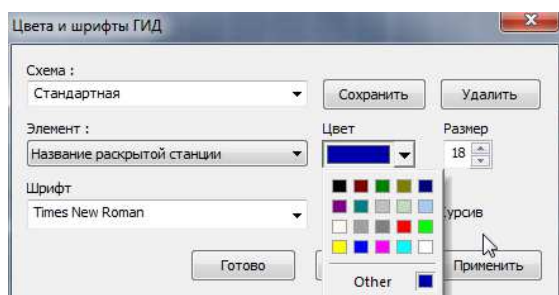 Цвета и шрифты ГИД
Схема :
Стандартная
Сохранить
Удалить
Элемент :
Цвет
Размер
Название раскрытой станции
18
Шрифт
Times New Roman
Курсив
Готово
Применить
Other